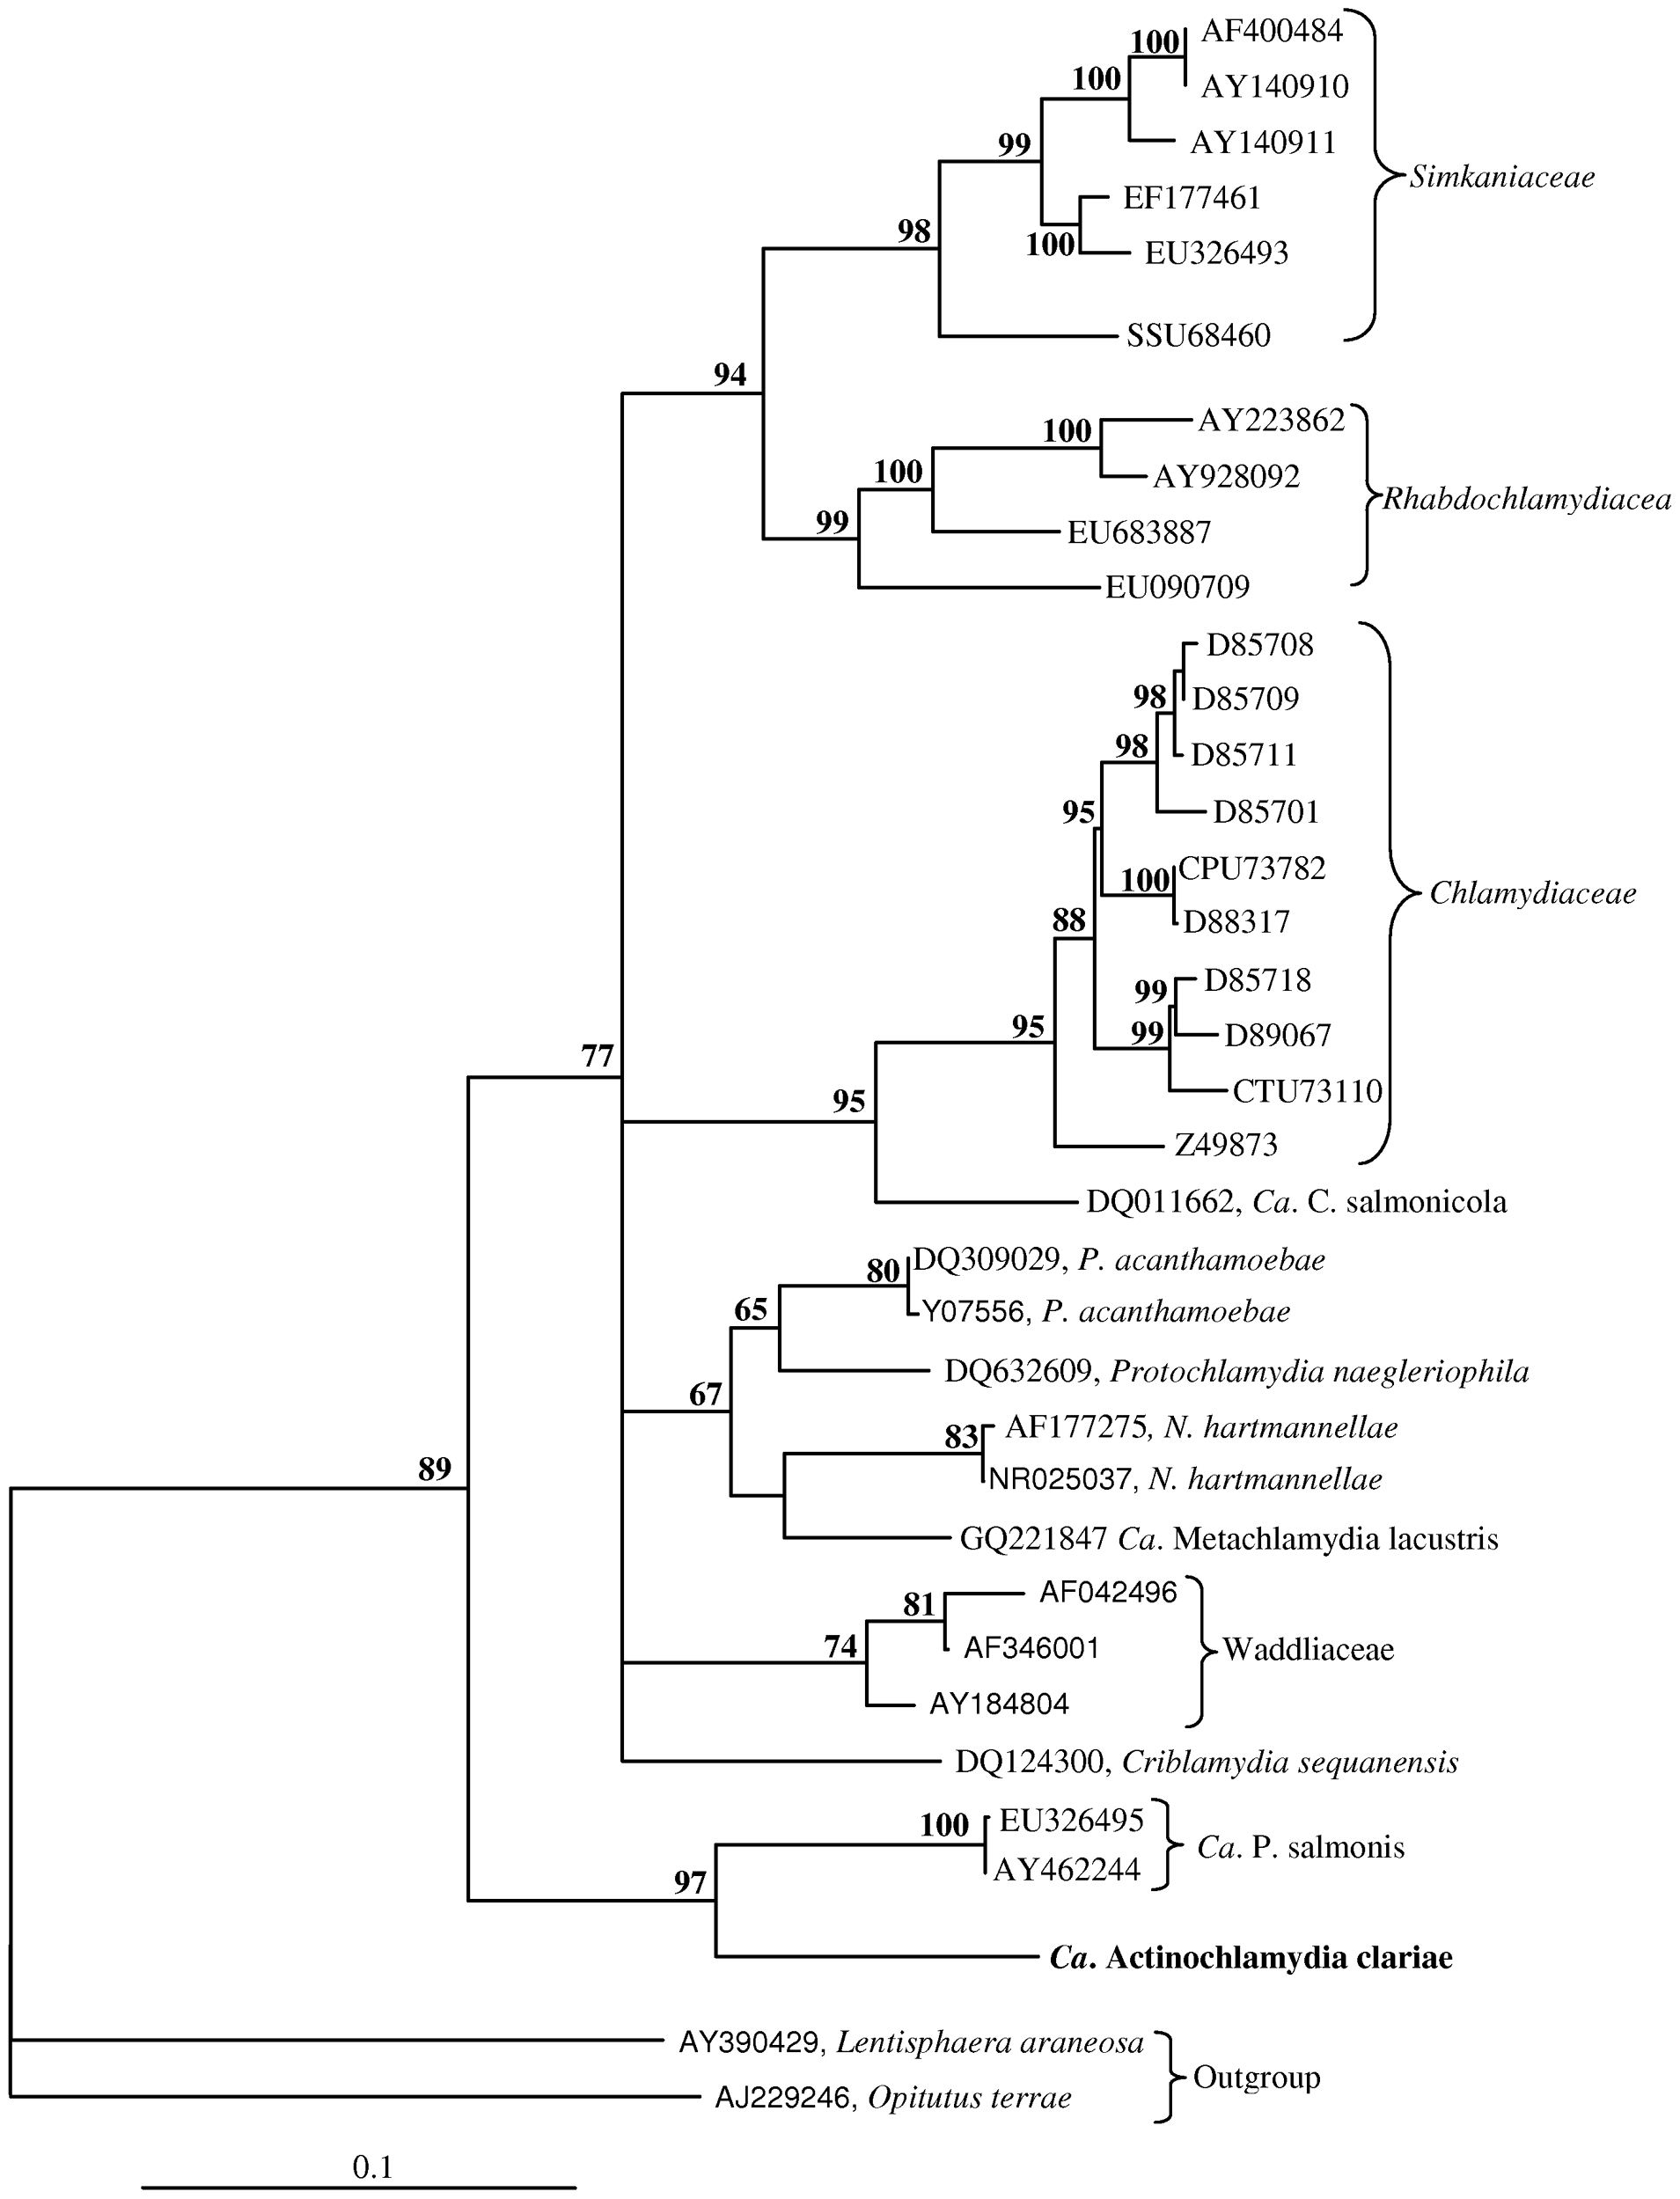 AF400484
100
AY140910
100
AY140911
99
Simkaniaceae
EF177461
98
100
EU326493
SSU68460
94
AY223862
100
AY928092
100
Rhabdochlamydiacea
99
EU683887
EU090709
D85708
98
D85709
98
D85711
95
D85701
CPU73782
100
Chlamydiaceae
88
D88317
D85718
99
95
99
D89067
77
CTU73110
95
Z49873
DQ011662, Ca. C. salmonicola
DQ309029, P. acanthamoebae
80
65
Y07556, P. acanthamoebae
DQ632609, Protochlamydia naegleriophila
67
AF177275, N. hartmannellae
83
89
NR025037, N. hartmannellae
GQ221847 Ca. Metachlamydia lacustris
AF042496
81
74
AF346001
Waddliaceae
AY184804
DQ124300, Criblamydia sequanensis
EU326495
100
Ca. P. salmonis
AY462244
97
Ca. Actinochlamydia clariae
AY390429, Lentisphaera araneosa
Outgroup
AJ229246, Opitutus terrae
0.1